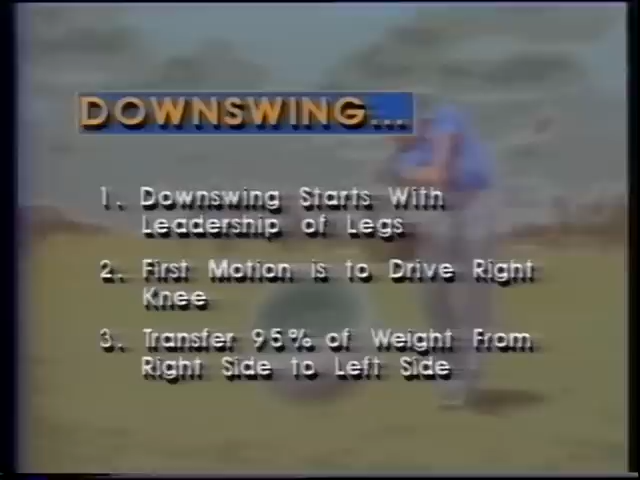 DOWNSWING...
1. Downswing Starts With
Leadership of Legs
2. First Motion is to Drive Right
Knee
3. Transfer 95% of Weight From
Right Side to Left Side